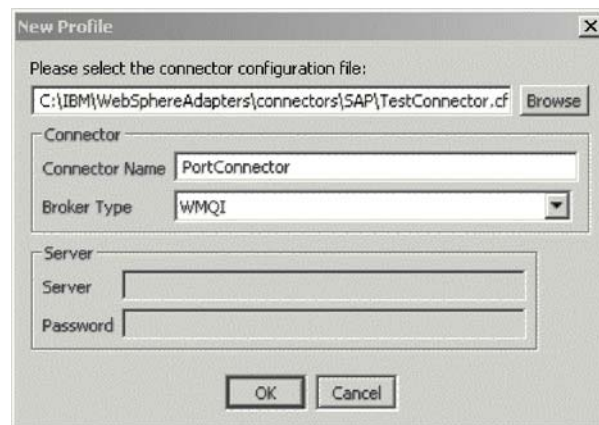 New Profile
Please select the connector configuration file:
C:\IBM\WebSphereAdapters\connectors\SAP\TestConnector.cf Browse
Connector
Connector Name PortConnector
Broker Type WMQI
Server
Server
Password
OK Cancel